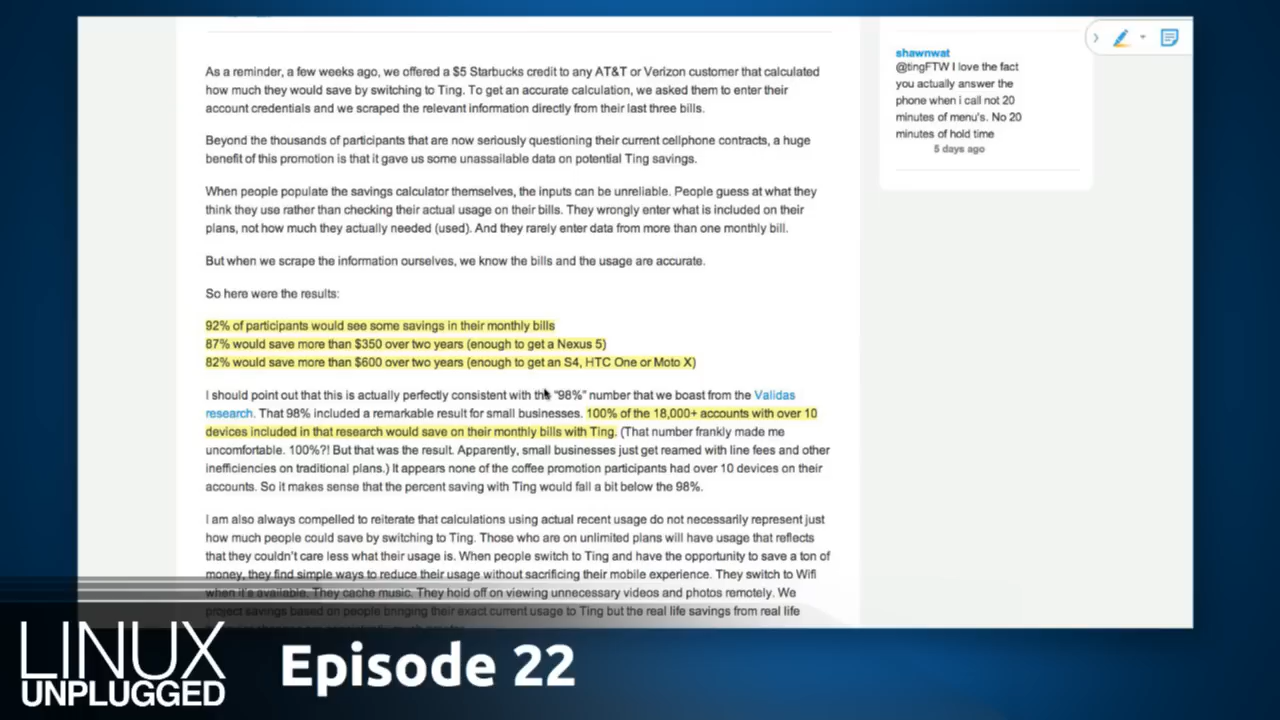 As a reminder, a few weeks ago, we offered a $5 Starbucks credit to any AT&T or Verizon customer that calculated
how much they would save by switching to Ting. To get an accurate calculation, we asked them to enter their
account credentials and we scraped the relevant information directly from their last three bills.
Beyond the thousands of participants that are now seriously questioning their current cellphone contracts, a huge
benefit of this promotion is that it gave us some unassailable data on potential Ting savings.
When people populate the savings calculator themselves, the inputs can be unreliable. People guess at what they
think they use rather than checking their actual usage on their bills. They wrongly enter what is included on their
plans, not how much they actually needed (used). And they rarely enter data from more than one monthly bill.
But when we scrape the information ourselves, we know the bills and the usage are accurate.
So here were the results:
92% of participants would see some savings in their monthly bills
87% would save more than $350 over two years (enough to get a Nexus 5)
82% would save more than $600 over two years (enough to get an S4, HTC One or Moto X)
I should point out that this is actually perfectly consistent with the "98%" number that we boast from the Validas
research. That 98% included a remarkable result for small businesses. 100% of the 18,000+ accounts with over 10
devices included in that research would save on their monthly bills with Ting. (That number frankly made me
uncomfortable. 100%?! But that was the result. Apparently, small businesses just get reamed with line fees and other
inefficiencies on traditional plans.) It appears none of the coffee promotion participants had over 10 devices on their
accounts. So it makes sense that the percent saving with Ting would fall a bit below the 98%.
I am also always compelled to reiterate that calculations using actual recent usage do not necessarily represent just
how much people could save by switching to Ting. Those who are on unlimited plans will have usage that reflects
that they couldn't care less what their usage is. When people switch to Ting and have the opportunity to save a ton of
money, they find simple ways to reduce their usage without sacrificing their mobile experience. They switch to Wifi
when it's available. They cache music. They hold off on viewing unnecessary videos and photos remotely. We
project savings based on people bringing their exact current usage to Ting but the real life savings from real life
shawnwat
@tingFTW I love the fact
you actually answer the
phone when i call not 20
minutes of menu's. No 20
minutes of hold time
5 days ago
LINUX
UNPLUGGED
Episode 22